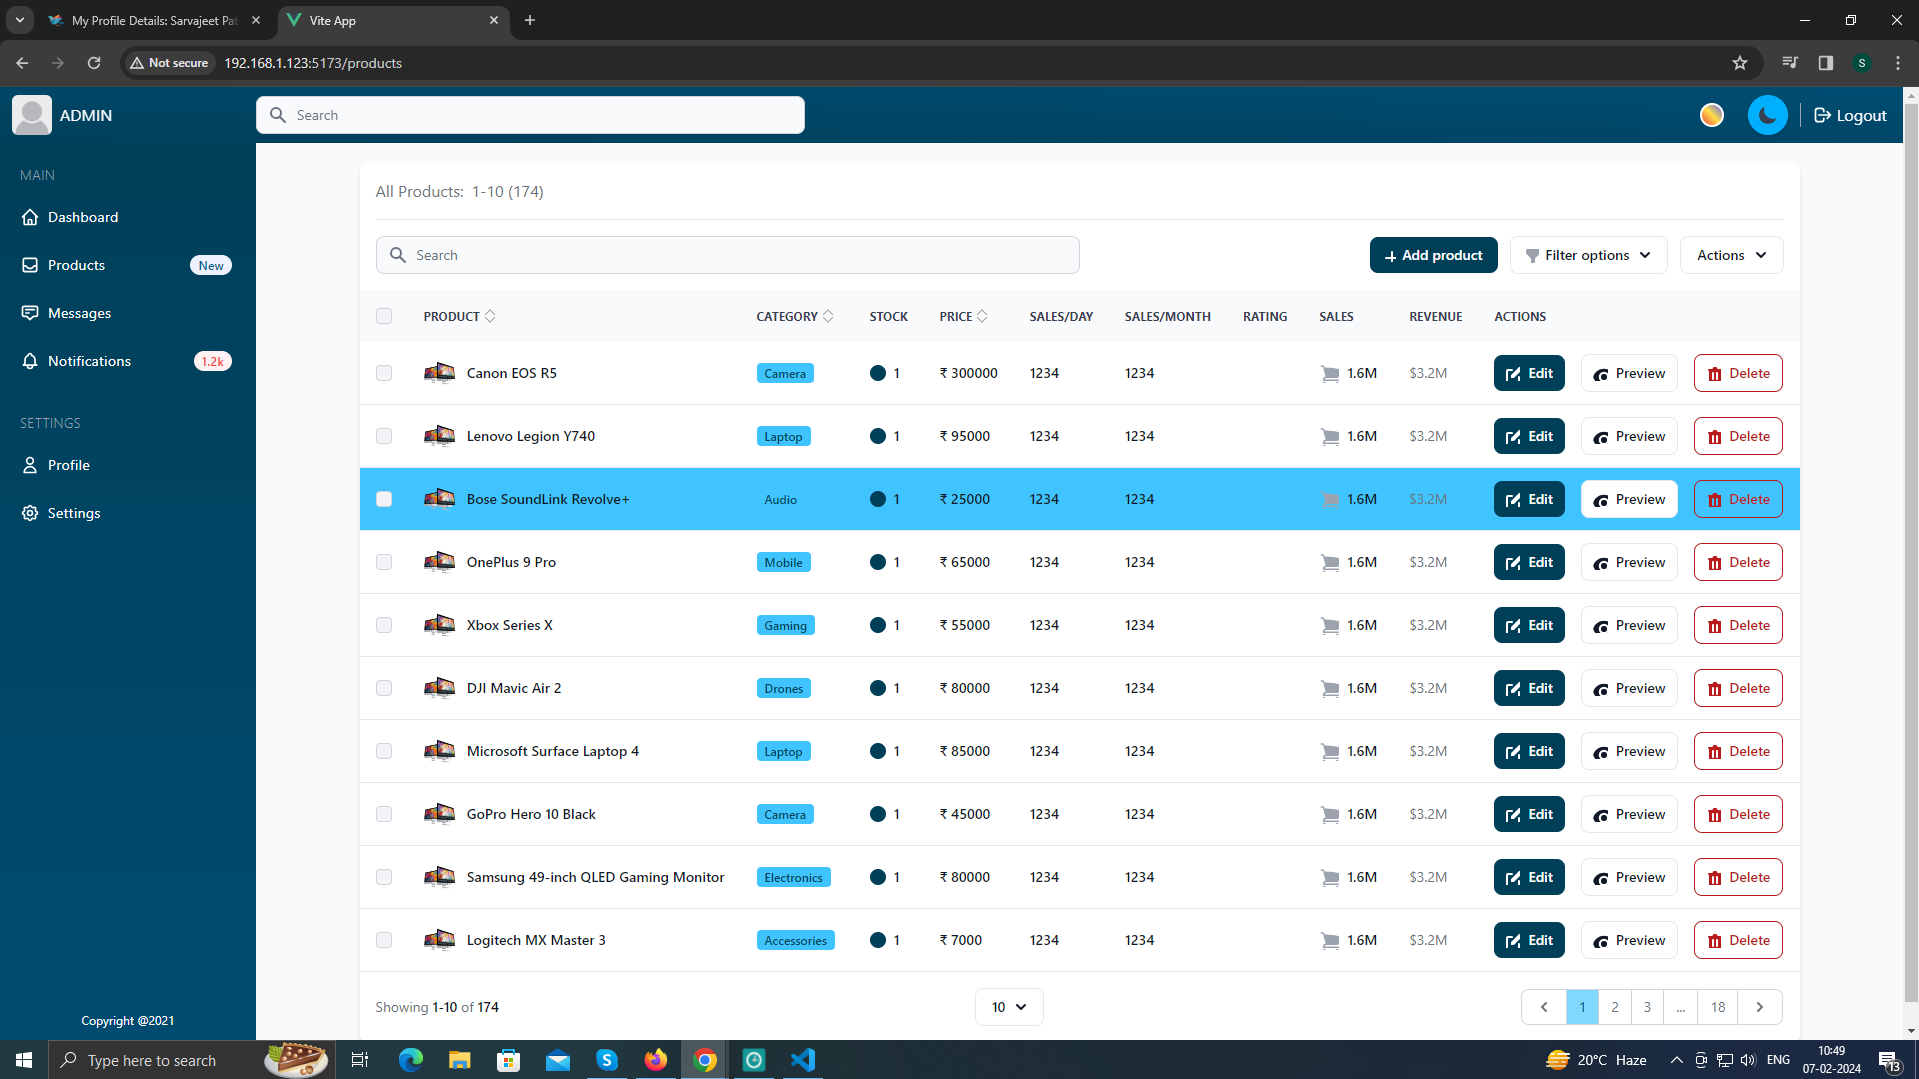 My Profile Details: Sarvajeet Pat
Vite App
Not secure 192.168.1.123:5173/products S
ADMIN
Search
Logout
MAIN
Dashboard
Products New
Messages
Notifications 1.2k
SETTINGS
Profile
Settings
Copyright @2021
All Products: 1-10 (174)
Search
+ Add product Filter options Actions
PRODUCT CATEGORY STOCK PRICE SALES/DAY SALES/MONTH RATING SALES REVENUE ACTIONS
Canon EOS R5 Camera 1 ₹ 300000 1234 1234 1.6M $3.2M Edit Preview Delete
Lenovo Legion Y740 Laptop 1 ₹ 95000 1234 1234 1.6M $3.2M Edit Preview Delete
Bose SoundLink Revolve+ Audio 1 ₹ 25000 1234 1234 1.6M $3.2M Edit Preview Delete
OnePlus 9 Pro Mobile 1 ₹ 65000 1234 1234 1.6M $3.2M Edit Preview Delete
Xbox Series X Gaming 1 ₹ 55000 1234 1234 1.6M $3.2M Edit Preview Delete
DJI Mavic Air 2 Drones 1 ₹ 80000 1234 1234 1.6M $3.2M Edit Preview Delete
Microsoft Surface Laptop 4 Laptop 1 ₹ 85000 1234 1234 1.6M $3.2M Edit Preview Delete
GoPro Hero 10 Black Camera 1 ₹ 45000 1234 1234 1.6M $3.2M Edit Preview Delete
Samsung 49-inch QLED Gaming Monitor Electronics 1 ₹ 80000 1234 1234 1.6M $3.2M Edit Preview Delete
Logitech MX Master 3 Accessories 1 ₹ 7000 1234 1234 1.6M $3.2M Edit Preview Delete
Showing 1-10 of 174 10 1 2 3 ... 18
Type here to search
20°C Haze ENG
10:49
07-02-2024
13